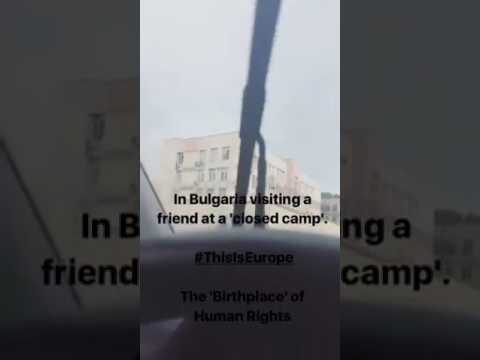 In Bulgaria visiting a
friend at a 'closed camp'.
#ThisIsEurope
The 'Birthplace' of
Human Rights